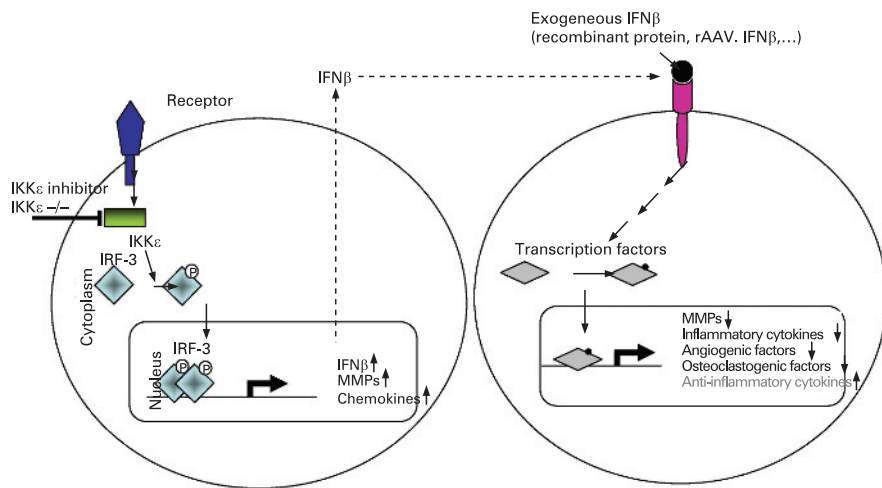 Exogeneous IFNβ
(recombinant protein, rAAV. IFNβ,...)
IFNβ
Receptor
IKKε inhibitor
IKKε –/–
IKKε
IRF-3
P
Cytoplasm
IRF-3
P
P
Nucleus
IFNβ
MMPs
Chemokines
Transcription factors
MMPs
Inflammatory cytokines
Angiogenic factors
Osteoclastogenic factors
Anti-inflammatory cytokines